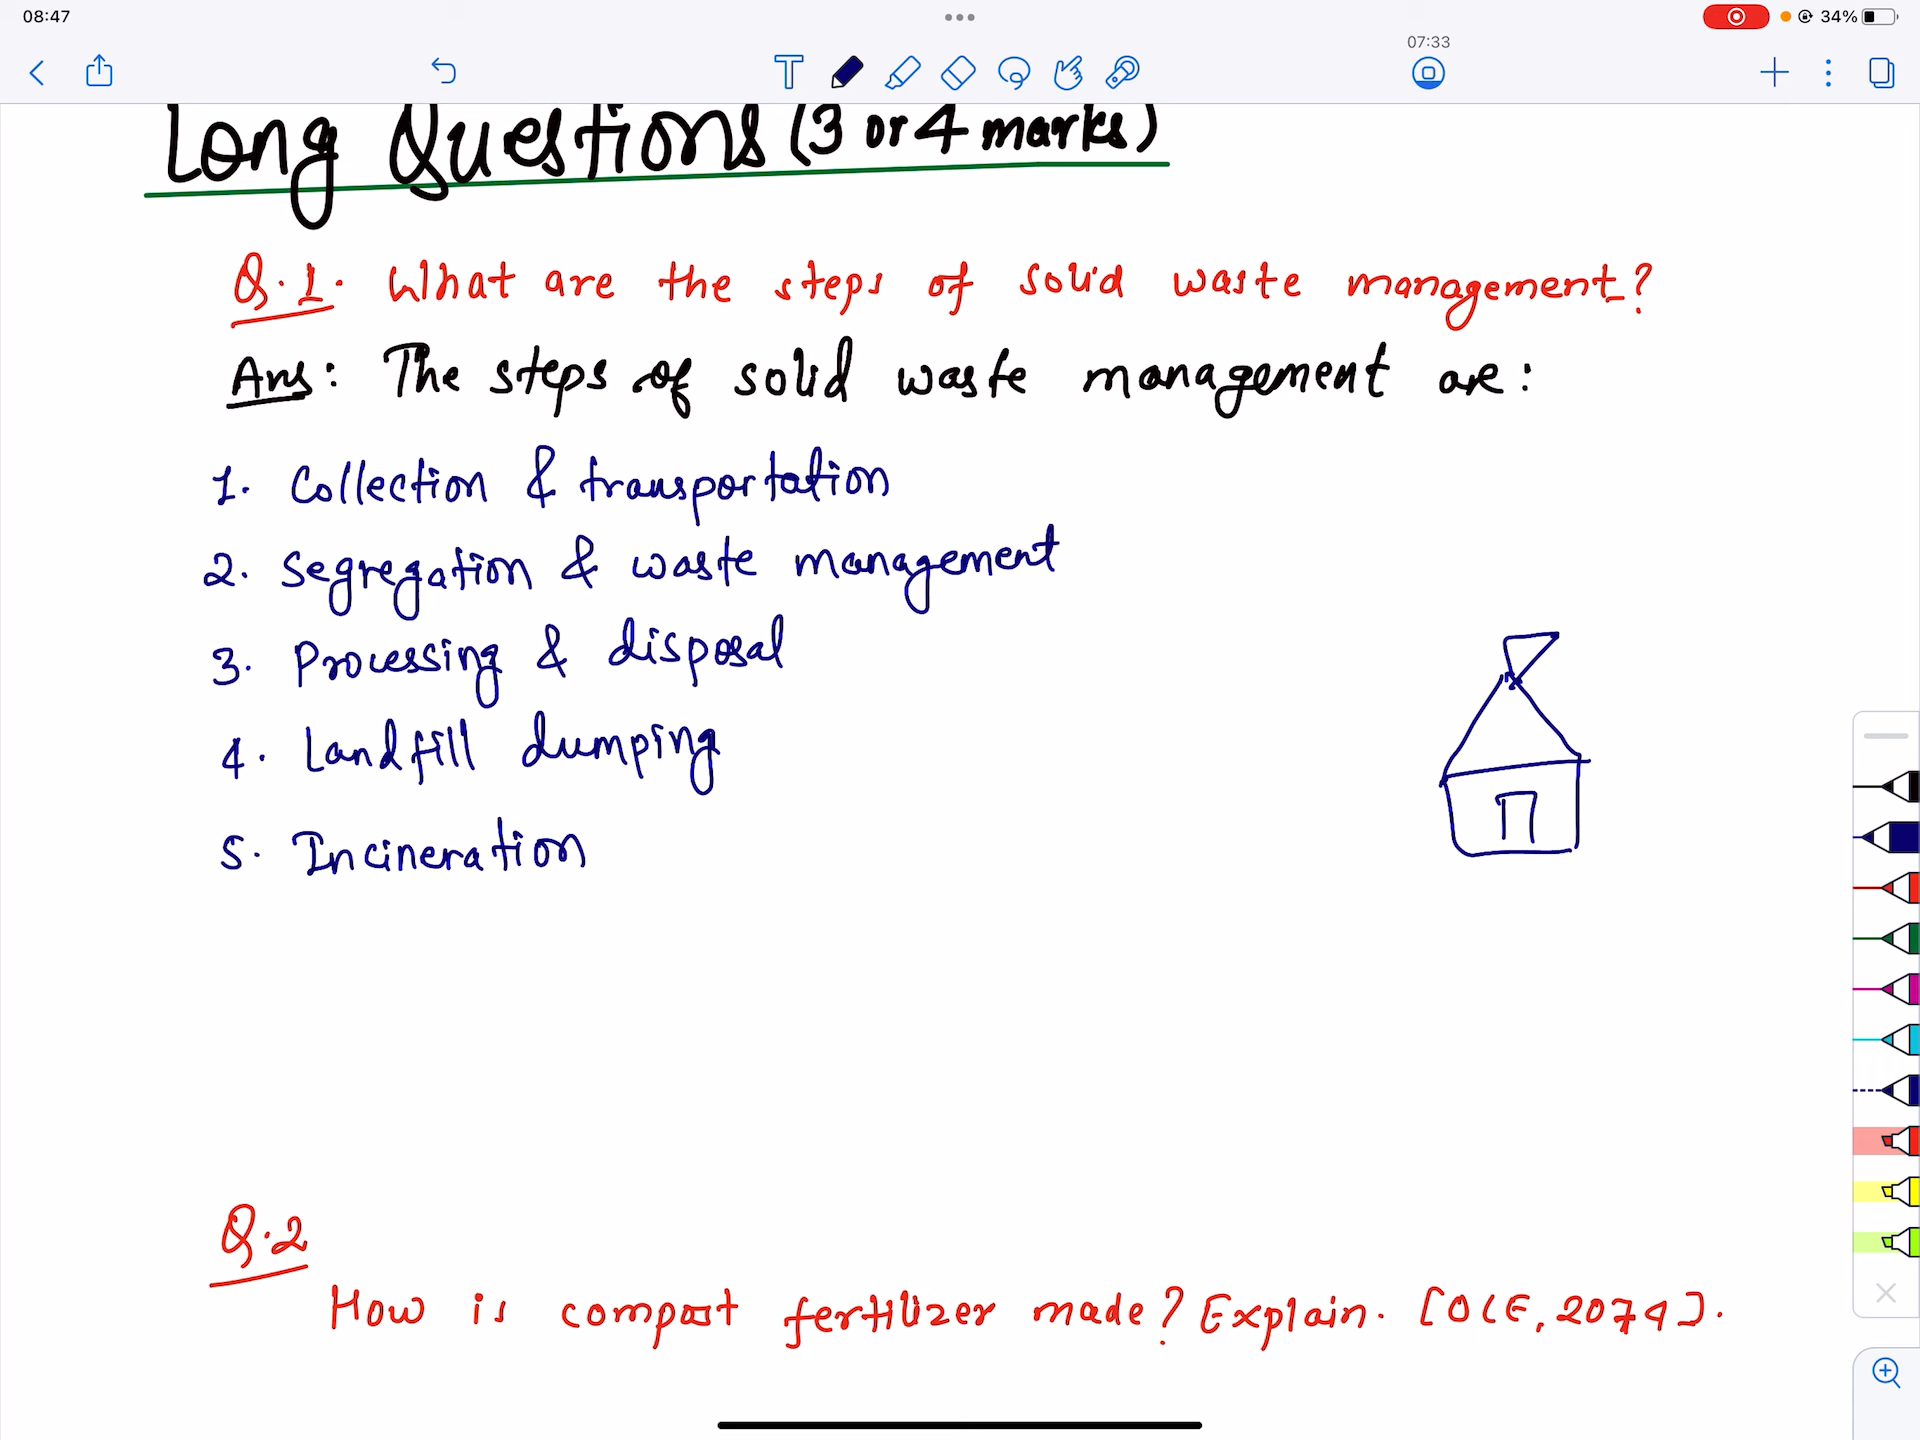 08:47
34%
07:33
Long Questions (3 or 4 marks)
Q.1. What are the steps of solid waste management?
Ans: The steps of solid waste management are:
1. Collection & transportation
2. Segregation & waste management
3. Processing & disposal
4. Landfill dumping
5. Incineration
Q.2
How is compost fertilizer made? Explain. [OLE, 2074].